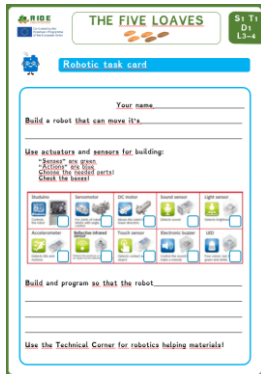 RIDE
THE FIVE LOAVES
S1 T1
D1
L3-4
Robotic task card
Your name
Build a robot that can move it's
Use actuators and sensors for building:
"Senses" are green
"Actions" are blue
Choose the needed parts!
Check the boxes!
Studuino
Servomotor
DC motor
Sound sensor
Light sensor
Accelerometer
Reflective infrared sensor
Touch sensor
Electronic buzzer
LED
Build and program so that the robot
Use the Technical Corner for robotics helping materials!